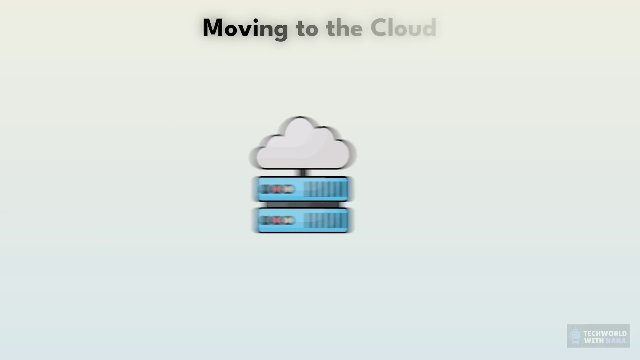 Moving to the Cloud
TECHWORLD
WITH NANA